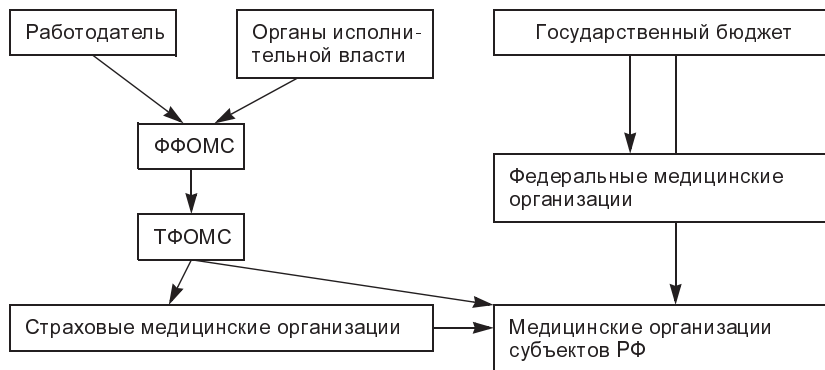 Работодатель
Органы исполни-
тельной власти
Государственный бюджет
ФФОМС
Федеральные медицинские
организации
ТФОМС
Страховые медицинские организации
Медицинские организации
субъектов РФ